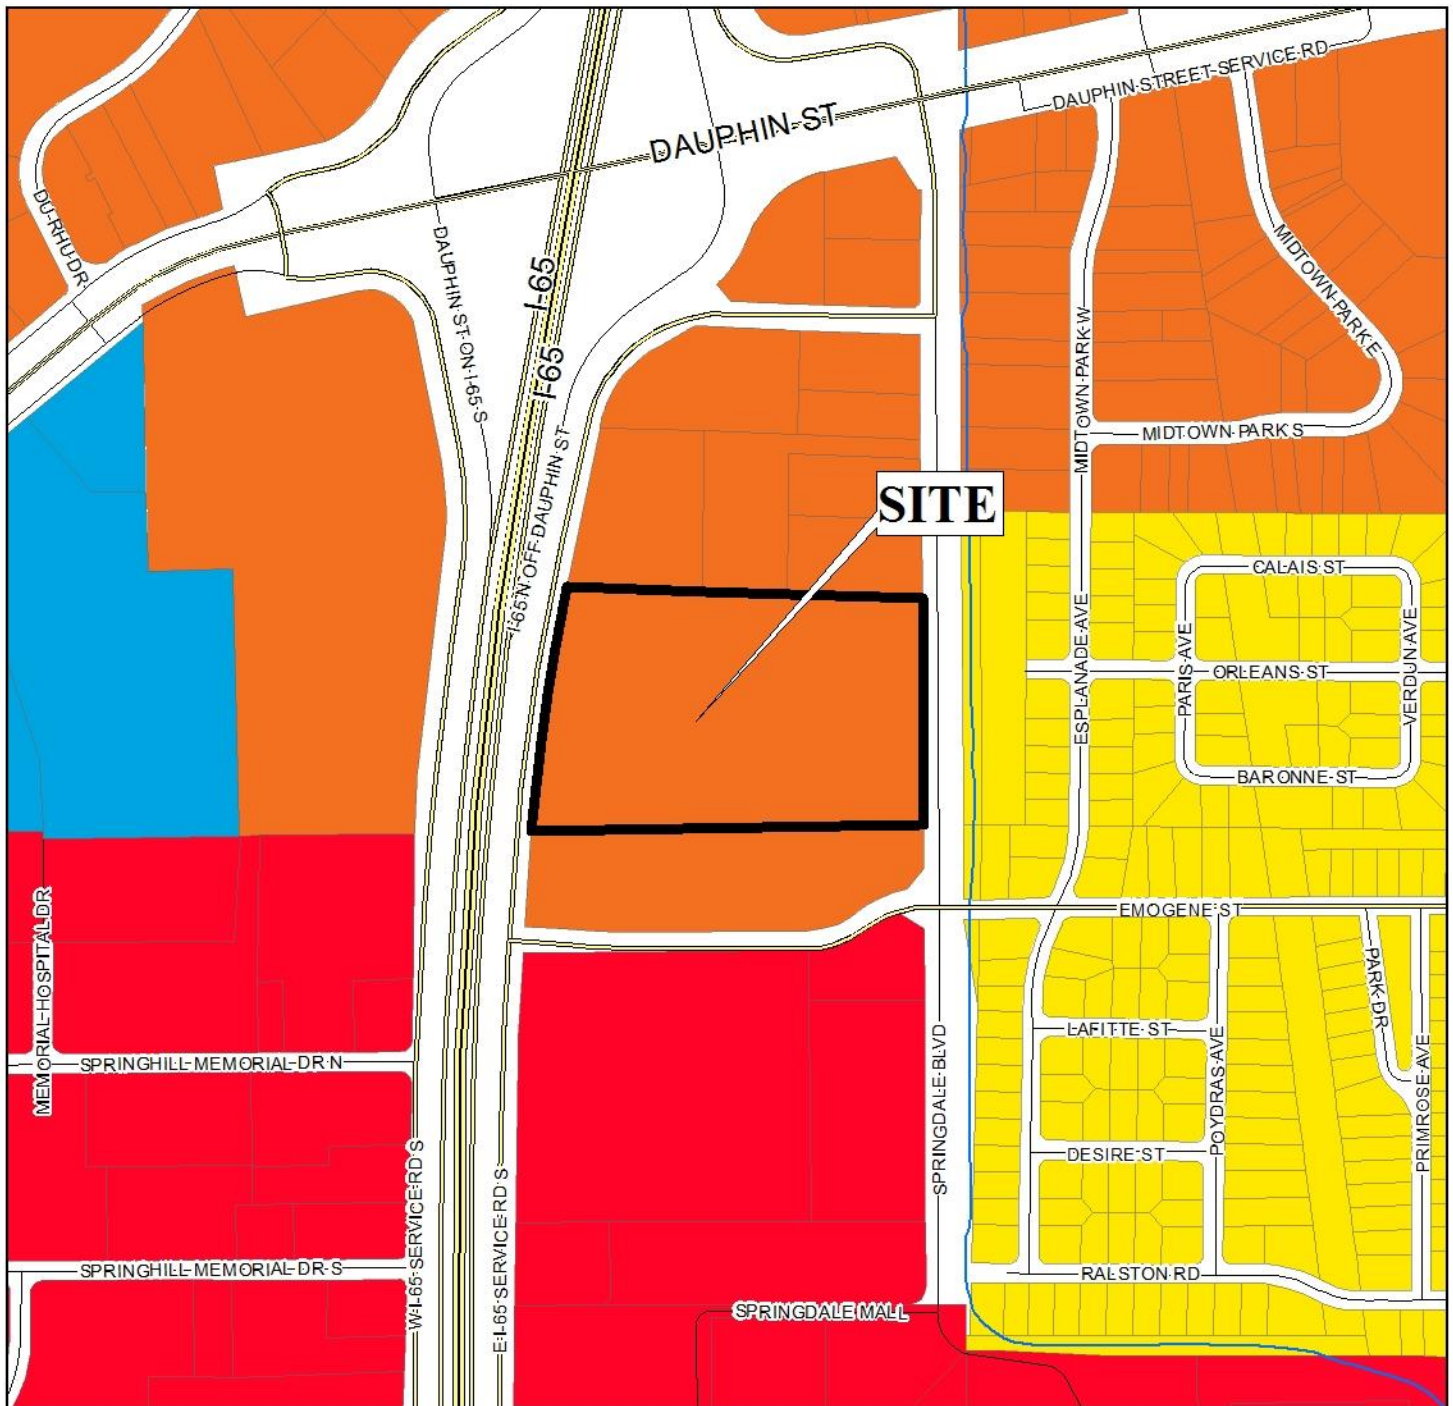 DAUPHIN ST
DAUPHIN STREET SERVICE RD
DU RHU DR
DAUPHIN ST ON I-65 S
I-65
I-65
I-65 N OFF DAUPHIN ST
MIDTOWN PARK W
MIDTOWN PARK E
MIDTOWN PARK S
SITE
CALAIS ST
ESPLANADE AVE
PARIS AVE
ORLEANS ST
VERDUN AVE
BARONNE ST
EMOGENE ST
MEMORIAL HOSPITAL DR
SPRINGHILL MEMORIAL DR N
LAFITTE ST
PARK DR
POYDRAS AVE
PRIMROSE AVE
SPRINGDALE BLVD
DESIRE ST
W I-65 SERVICE RD S
E I-65 SERVICE RD S
SPRINGHILL MEMORIAL DR S
RALSTON RD
SPRINGDALE MALL